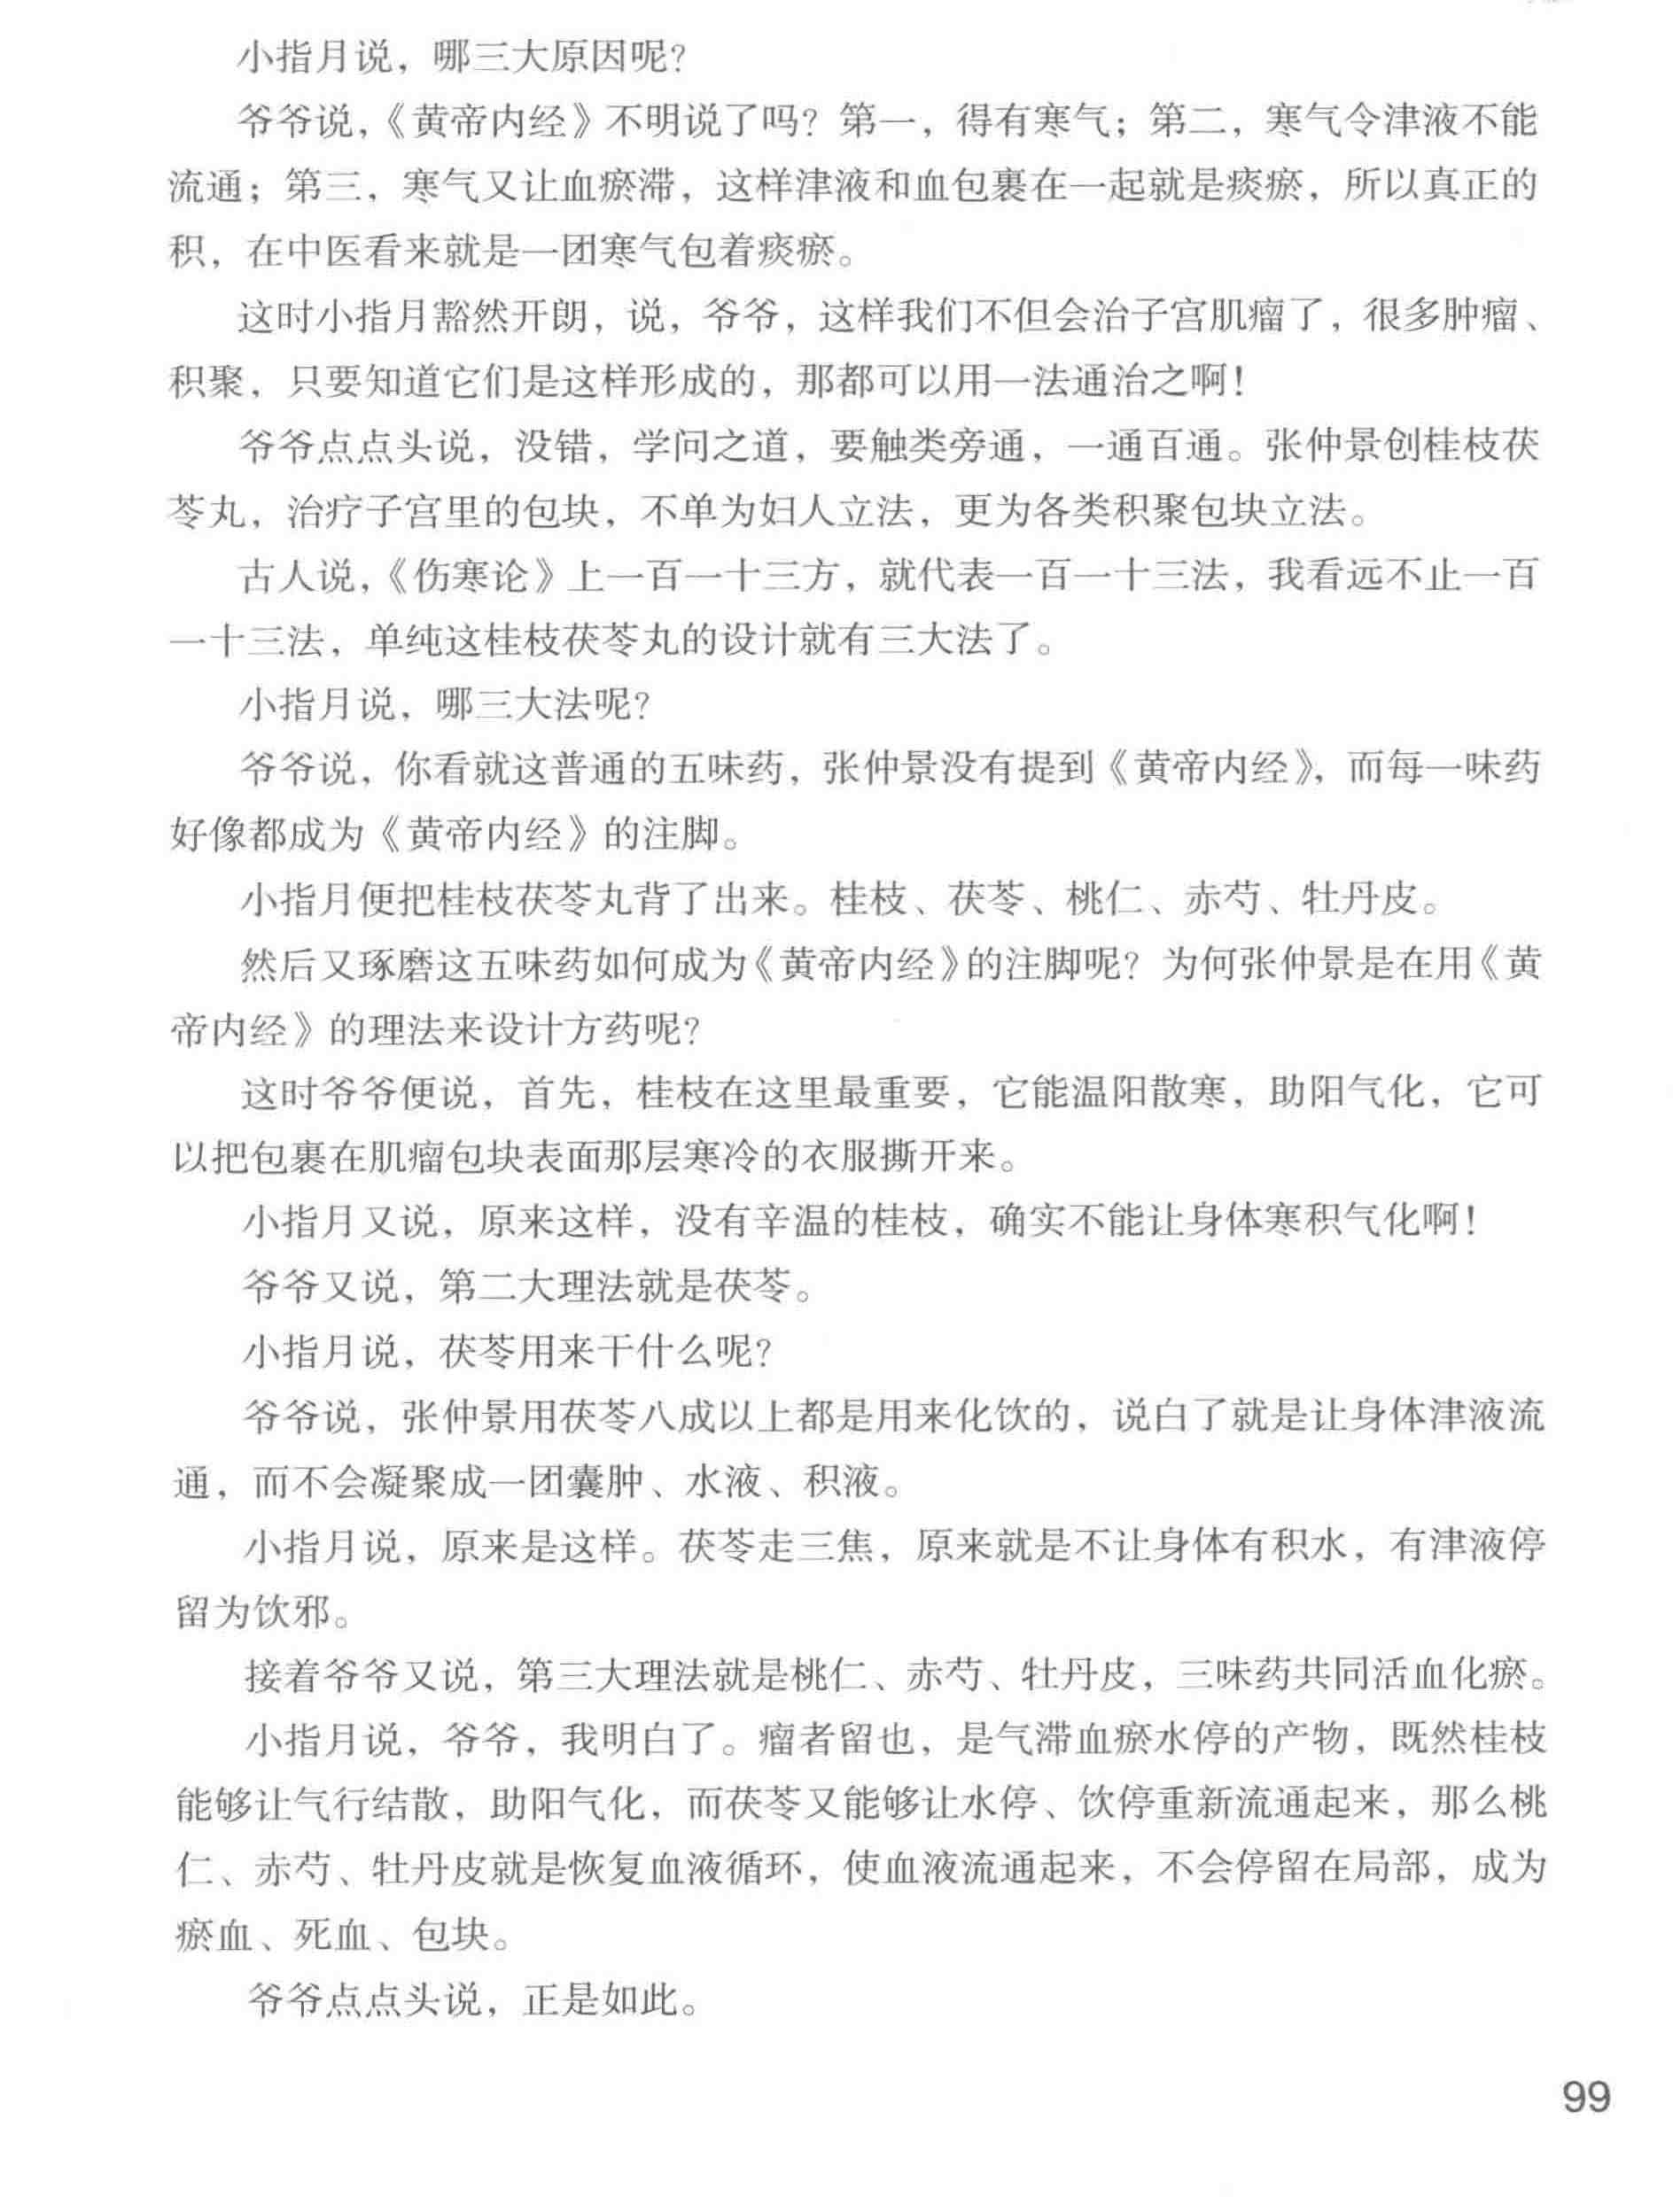 小指月说，哪三大原因呢？
爷爷说，《黄帝内经》不明说了吗？第一，得有寒气；第二，寒气令津液不能
流通；第三，寒气又让血瘀滞，这样津液和血包裹在一起就是痰瘀，所以真正的
积，在中医看来就是一团寒气包着痰瘀。
这时小指月豁然开朗，说，爷爷，这样我们不但会治子宫肌瘤了，很多肿瘤、
积聚，只要知道它们是这样形成的，那都可以用一法通治之啊！
爷爷点点头说，没错，学问之道，要触类旁通，一通百通。张仲景创桂枝茯
苓丸，治疗子宫里的包块，不单为妇人立法，更为各类积聚包块立法。
古人说，《伤寒论》上一百一十三方，就代表一百一十三法，我看远不止一百
一十三法，单纯这桂枝茯苓丸的设计就有三大法了。
小指月说，哪三大法呢？
爷爷说，你看就这普通的五味药，张仲景没有提到《黄帝内经》，而每一味药
好像都成为《黄帝内经》的注脚。
小指月便把桂枝茯苓丸背了出来。桂枝、茯苓、桃仁、赤芍、牡丹皮。
然后又琢磨这五味药如何成为《黄帝内经》的注脚呢？为何张仲景是在用《黄
帝内经》的理法来设计方药呢？
这时爷爷便说，首先，桂枝在这里最重要，它能温阳散寒，助阳气化，它可
以把包裹在肌瘤包块表面那层寒冷的衣服撕开来。
小指月又说，原来这样，没有辛温的桂枝，确实不能让身体寒积气化啊！
爷爷又说，第二大理法就是茯苓。
小指月说，茯苓用来干什么呢？
爷爷说，张仲景用茯苓八成以上都是用来化饮的，说白了就是让身体津液流
通，而不会凝聚成一团囊肿、水液、积液。
小指月说，原来是这样。茯苓走三焦，原来就是不让身体有积水，有津液停
留为饮邪。
接着爷爷又说，第三大理法就是桃仁、赤芍、牡丹皮，三味药共同活血化瘀。
小指月说，爷爷，我明白了。瘤者留也，是气滞血瘀水停的产物，既然桂枝
能够让气行结散，助阳气化，而茯苓又能够让水停、饮停重新流通起来，那么桃
仁、赤芍、牡丹皮就是恢复血液循环，使血液流通起来，不会停留在局部，成为
瘀血、死血、包块。
爷爷点点头说，正是如此。
99